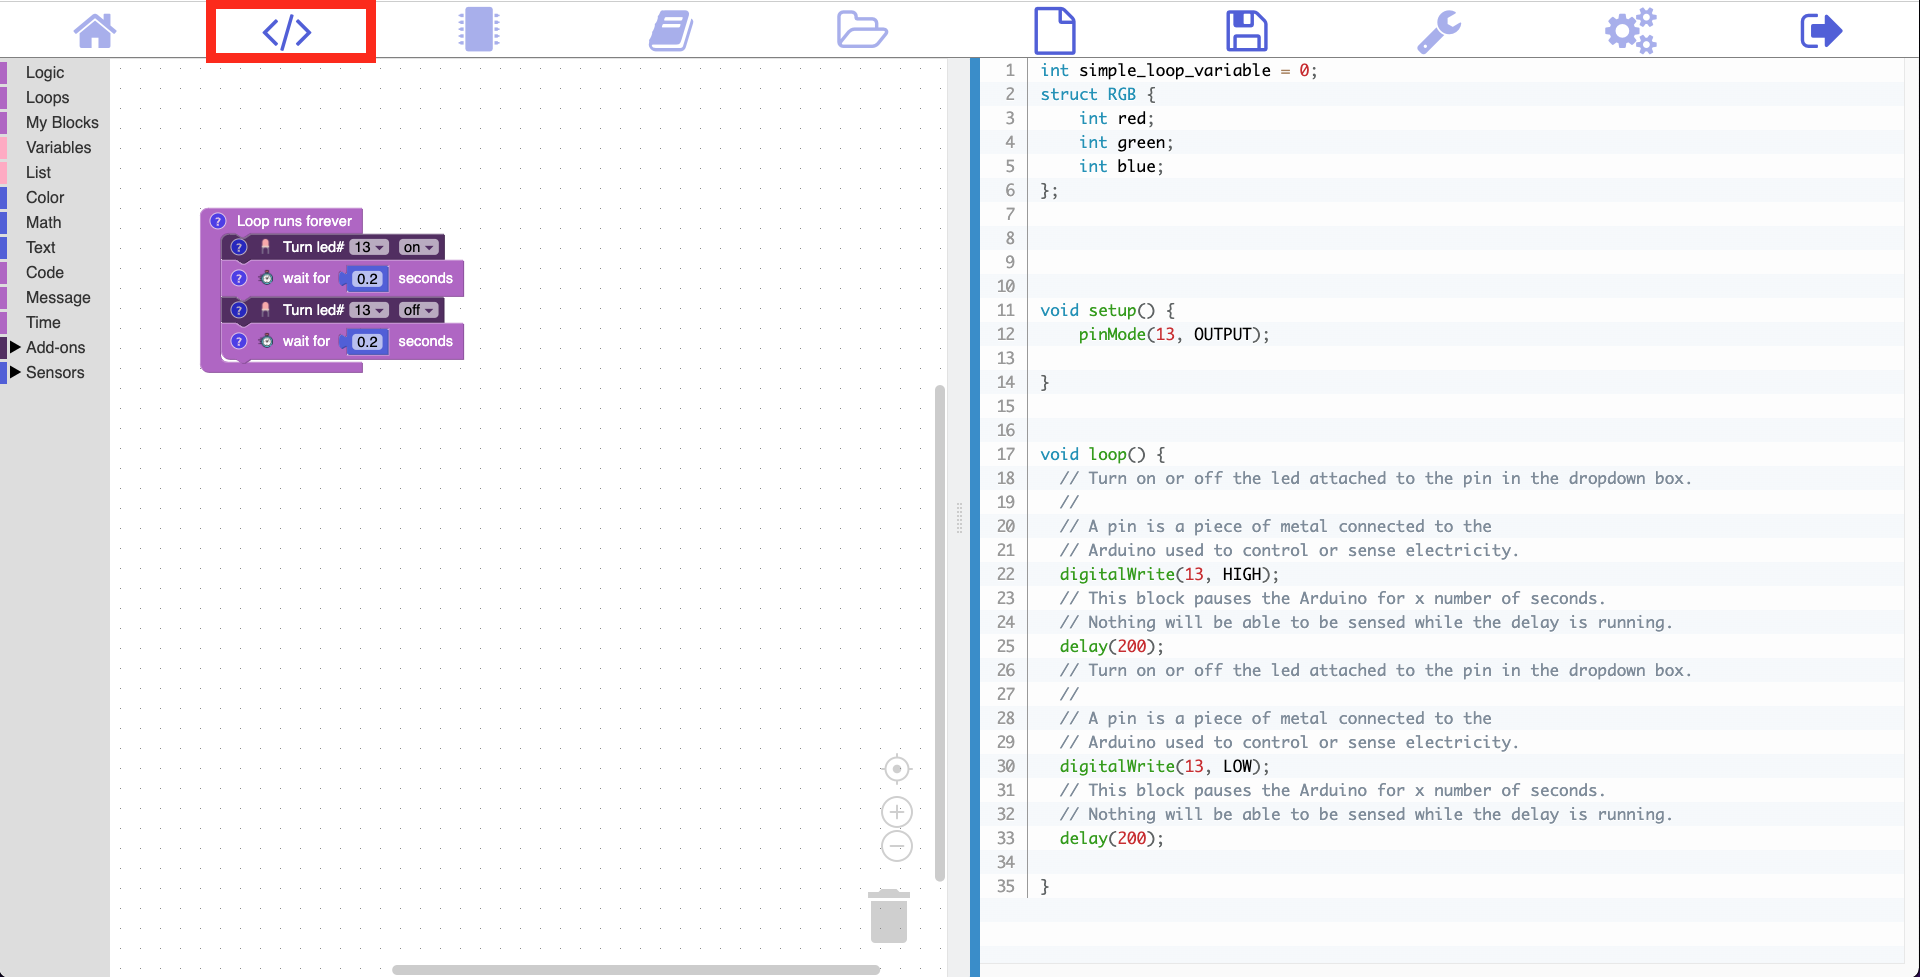 </>
Logic
Loops
My Blocks
Variables
List
Color
Math
Text
Code
Message
Time
Add-ons
Sensors
? Loop runs forever
? Turn led# 13 on
? wait for 0.2 seconds
? Turn led# 13 off
? wait for 0.2 seconds
1 int simple_loop_variable = 0;
2 struct RGB {
3 int red;
4 int green;
5 int blue;
6 };
7
8
9
10
11 void setup() {
12 pinMode(13, OUTPUT);
13
14 }
15
16
17 void loop() {
18 // Turn on or off the led attached to the pin in the dropdown box.
19 //
20 // A pin is a piece of metal connected to the
21 // Arduino used to control or sense electricity.
22 digitalWrite(13, HIGH);
23 // This block pauses the Arduino for x number of seconds.
24 // Nothing will be able to be sensed while the delay is running.
25 delay(200);
26 // Turn on or off the led attached to the pin in the dropdown box.
27 //
28 // A pin is a piece of metal connected to the
29 // Arduino used to control or sense electricity.
30 digitalWrite(13, LOW);
31 // This block pauses the Arduino for x number of seconds.
32 // Nothing will be able to be sensed while the delay is running.
33 delay(200);
34
35 }